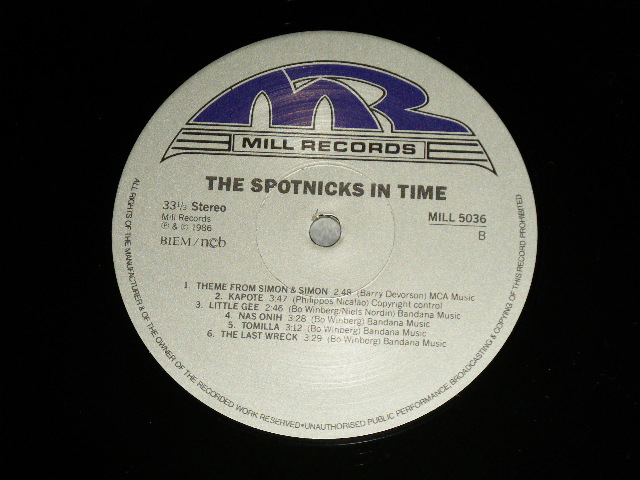 MR
MILL RECORDS
THE SPOTNICKS IN TIME
33 1/3 Stereo
Mill Records
℗ & © 1986
BIEM/ncb
MILL 5036
B
1. THEME FROM SIMON & SIMON 2:48 (Barry Devorson) MCA Music
2. KAPOTE 3:47 (Philippos Nicalao) Copyright control
3. LITTLE GEE 2:46 (Bo Winberg/Niels Nordin) Bandana Music
4. NAS ONIH 3:28 (Bo Winberg) Bandana Music
5. TOMILLA 3:12 (Bo Winberg) Bandana Music
6. THE LAST WRECK 3:29 (Bo Winberg) Bandana Music
ALL RIGHTS OF THE MANUFACTURER & OF THE OWNER OF THE RECORDED WORK RESERVED•UNAUTHORISED PUBLIC PERFORMANCE, BROADCASTING & COPYING OF THIS RECORD PROHIBITED